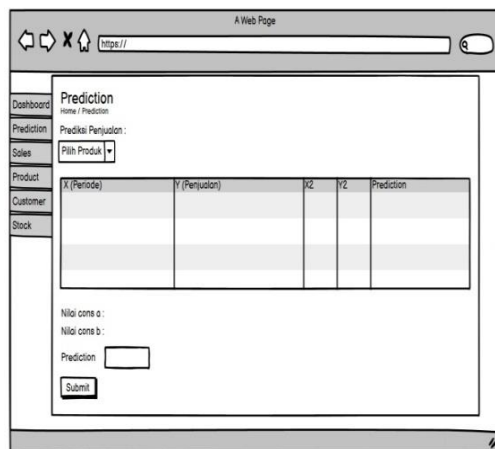 A Web Page
https://
Dashboard
Prediction
Sales
Product
Customer
Stock
Prediction
Home / Prediction
Prediksi Penjualan :
Pilih Produk
X (Periode) Y (Penjualan) X2 Y2 Prediction
Nilai cons a :
Nilai cons b :
Prediction
Submit